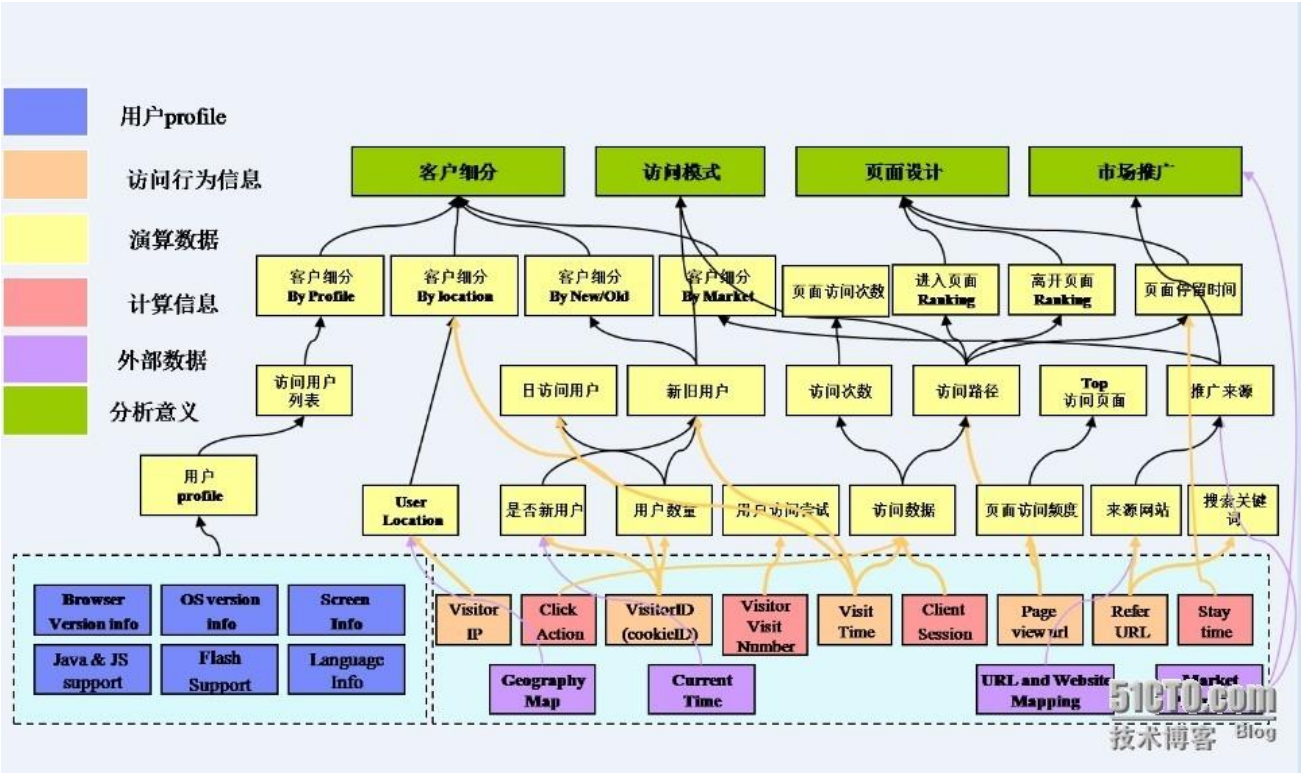 用户profile
访问行为信息
演算数据
计算信息
外部数据
分析意义
客户细分
访问模式
页面设计
市场推广
客户细分
By Profile
客户细分
By location
客户细分
By New/Old
客户细分
By Market
页面访问次数
进入页面
Ranking
离开页面
Ranking
页面停留时间
访问用户
列表
日访问用户
新旧用户
访问次数
访问路径
Top
访问页面
推广来源
用户
profile
User
Location
是否新用户
用户数量
用户访问尝试
访问数据
页面访问频度
来源网站
搜索关键
词
Browser
Version info
OS version
info
Screen
Info
Java & JS
support
Flash
Support
Language
Info
Visitor
IP
Click
Action
VisitorID
(cookieID)
Visitor
Visit
Number
Visit
Time
Client
Session
Page
view url
Refer
URL
Stay
time
Geography
Map
Current
Time
URL and Website
Mapping
Market
51CTO.com
技术博客 Blog